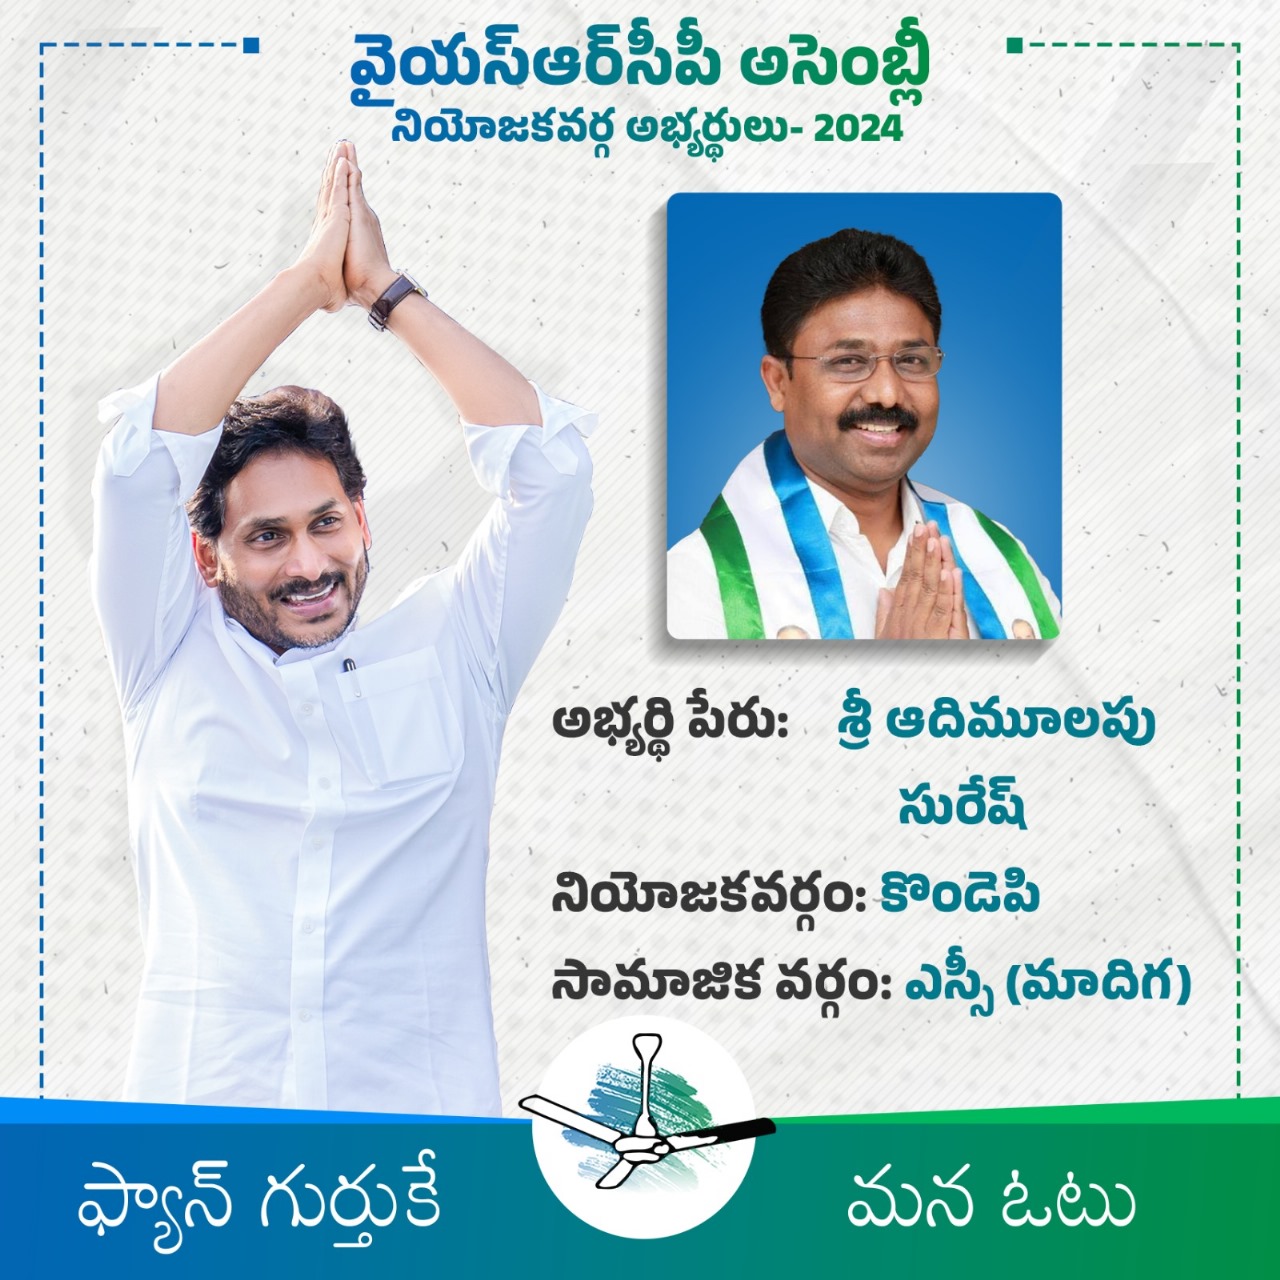 వైయస్ఆర్‌సీపీ అసెంబ్లీ
నియోజకవర్గ అభ్యర్థులు- 2024
అభ్యర్థి పేరు: శ్రీ ఆదిమూలపు
సురేష్
నియోజకవర్గం: కొండెపి
సామాజిక వర్గం: ఎస్సీ (మాదిగ)
ఫ్యాన్ గుర్తుకే మన ఓటు